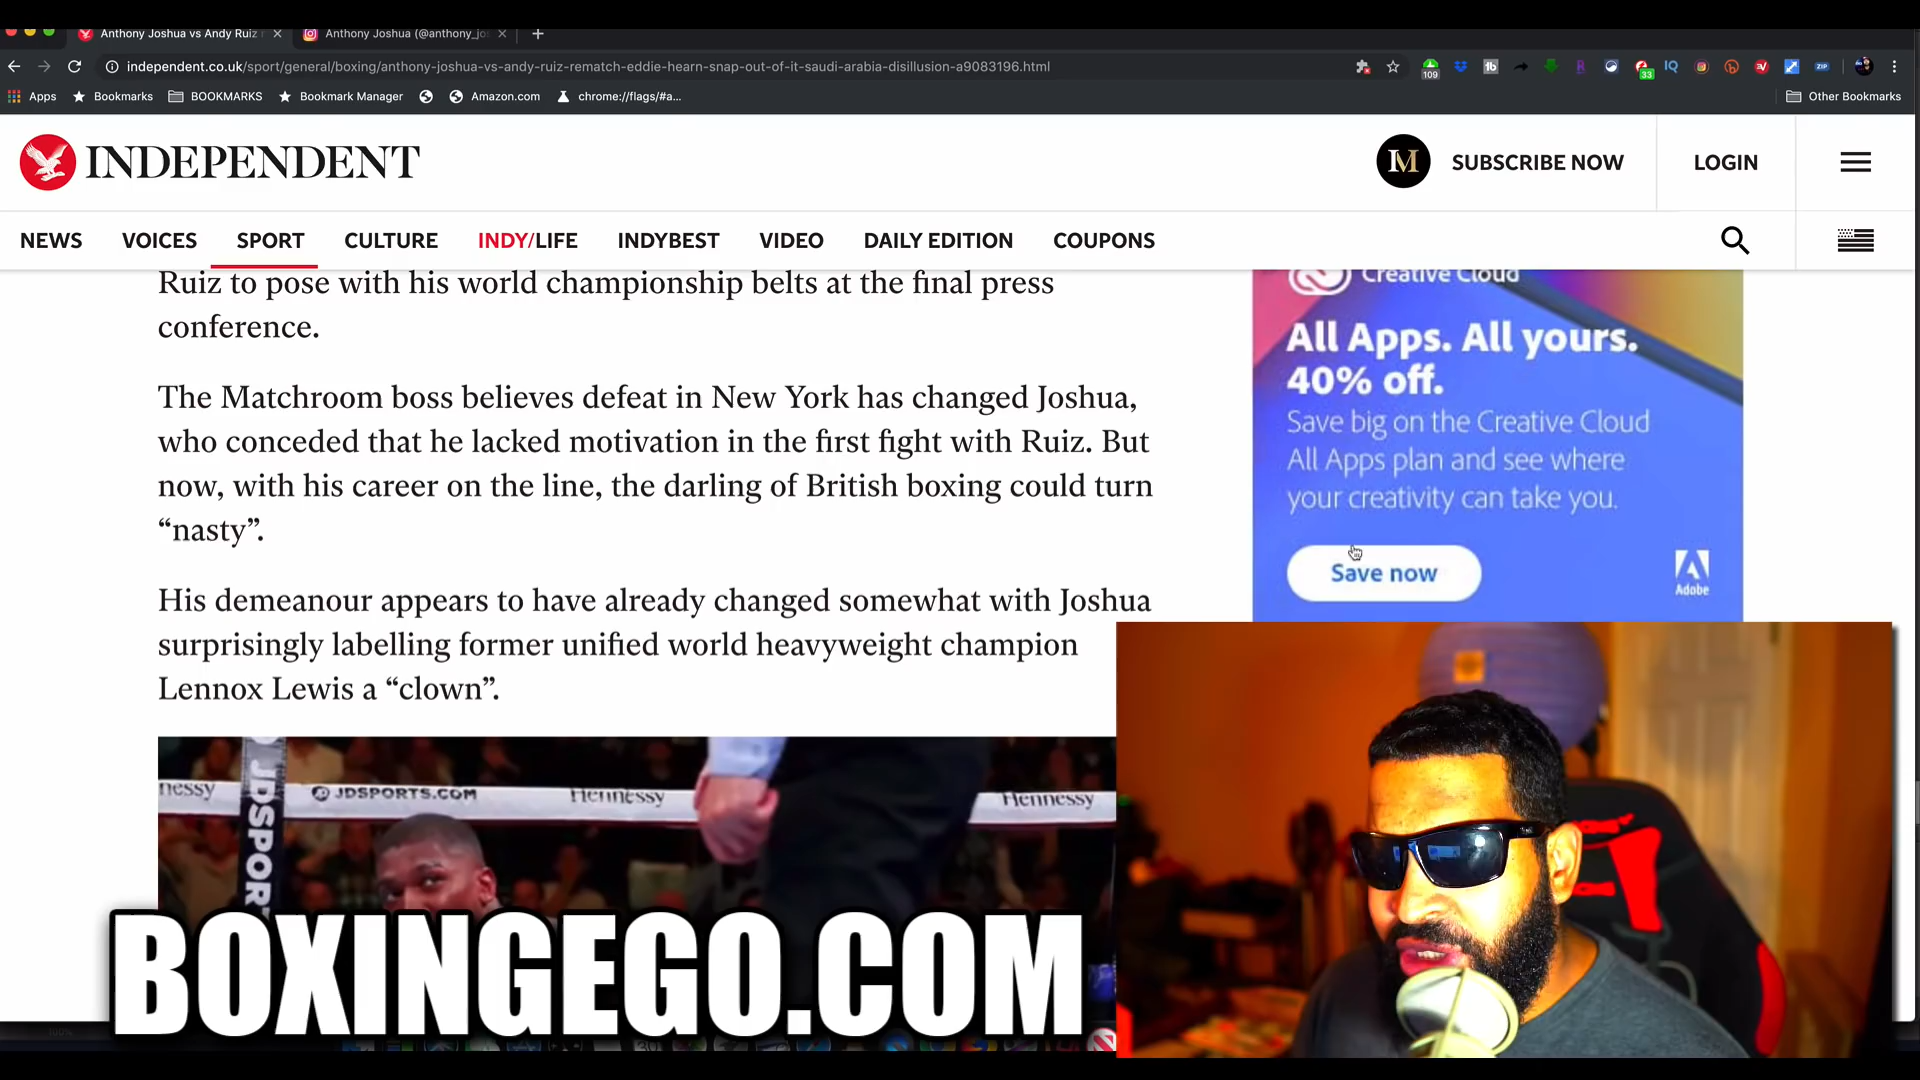 Anthony Joshua vs Andy Ruiz
Anthony Joshua (@anthony_jo
independent.co.uk/sport/general/boxing/anthony-joshua-vs-andy-ruiz-rematch-eddie-hearn-snap-out-of-it-saudi-arabia-disillusion-a9083196.html
109
33
IQ
ZIP
Apps
Bookmarks
BOOKMARKS
Bookmark Manager
Amazon.com
chrome://flags/#a...
Other Bookmarks
INDEPENDENT
M
SUBSCRIBE NOW
LOGIN
NEWS
VOICES
SPORT
CULTURE
INDY/LIFE
INDYBEST
VIDEO
DAILY EDITION
COUPONS
Ruiz to pose with his world championship belts at the final press
conference.
The Matchroom boss believes defeat in New York has changed Joshua,
who conceded that he lacked motivation in the first fight with Ruiz. But
now, with his career on the line, the darling of British boxing could turn
“nasty”.
His demeanour appears to have already changed somewhat with Joshua
surprisingly labelling former unified world heavyweight champion
Lennox Lewis a “clown”.
Creative Cloud
All Apps. All yours.
40% off.
Save big on the Creative Cloud
All Apps plan and see where
your creativity can take you.
Save now
Adobe
nessy
JDSPORTS.COM
Hennessy
Hennessy
JDSPORT
BOXINGEGO.COM